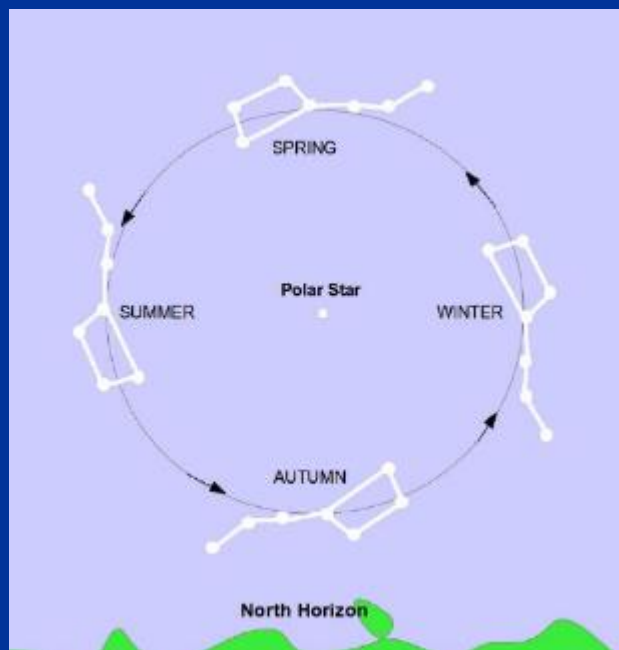 SPRING
Polar Star
SUMMER
WINTER
AUTUMN
North Horizon